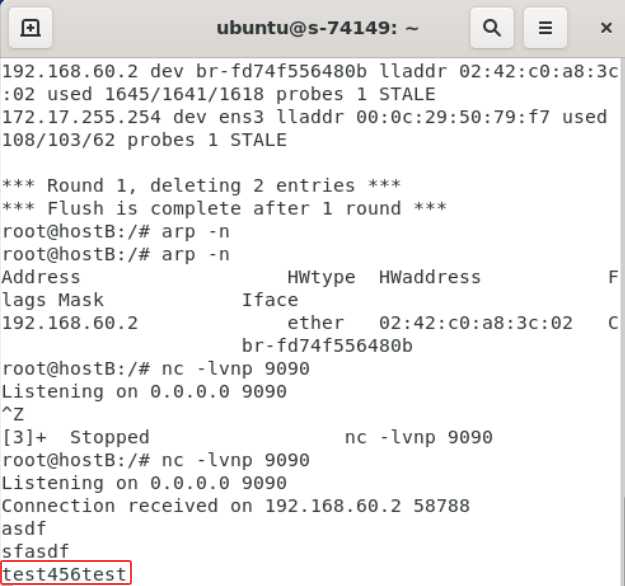 ubuntu@s-74149: ~
192.168.60.2 dev br-fd74f556480b lladdr 02:42:c0:a8:3c
:02 used 1645/1641/1618 probes 1 STALE
172.17.255.254 dev ens3 lladdr 00:0c:29:50:79:f7 used
108/103/62 probes 1 STALE
*** Round 1, deleting 2 entries ***
*** Flush is complete after 1 round ***
root@hostB:/# arp -n
root@hostB:/# arp -n
Address                  HWtype  HWaddress           F
lags Mask            Iface
192.168.60.2             ether   02:42:c0:a8:3c:02   C
                     br-fd74f556480b
root@hostB:/# nc -lvnp 9090
Listening on 0.0.0.0 9090
^Z
[3]+  Stopped                 nc -lvnp 9090
root@hostB:/# nc -lvnp 9090
Listening on 0.0.0.0 9090
Connection received on 192.168.60.2 58788
asdf
sfasdf
test456test